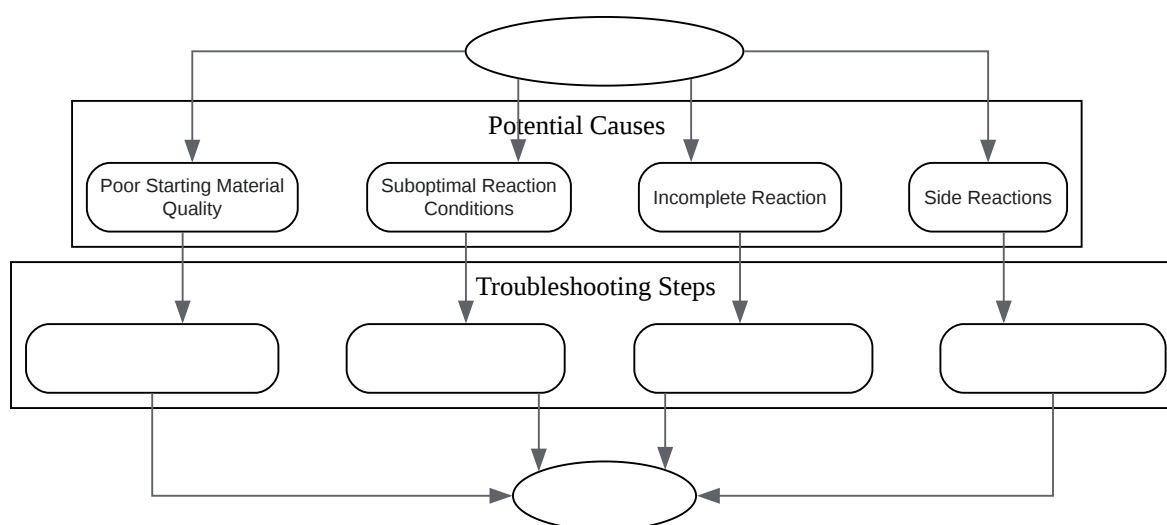 Potential Causes
Poor Starting Material
Quality
Suboptimal Reaction
Conditions
Incomplete Reaction
Side Reactions
Troubleshooting Steps